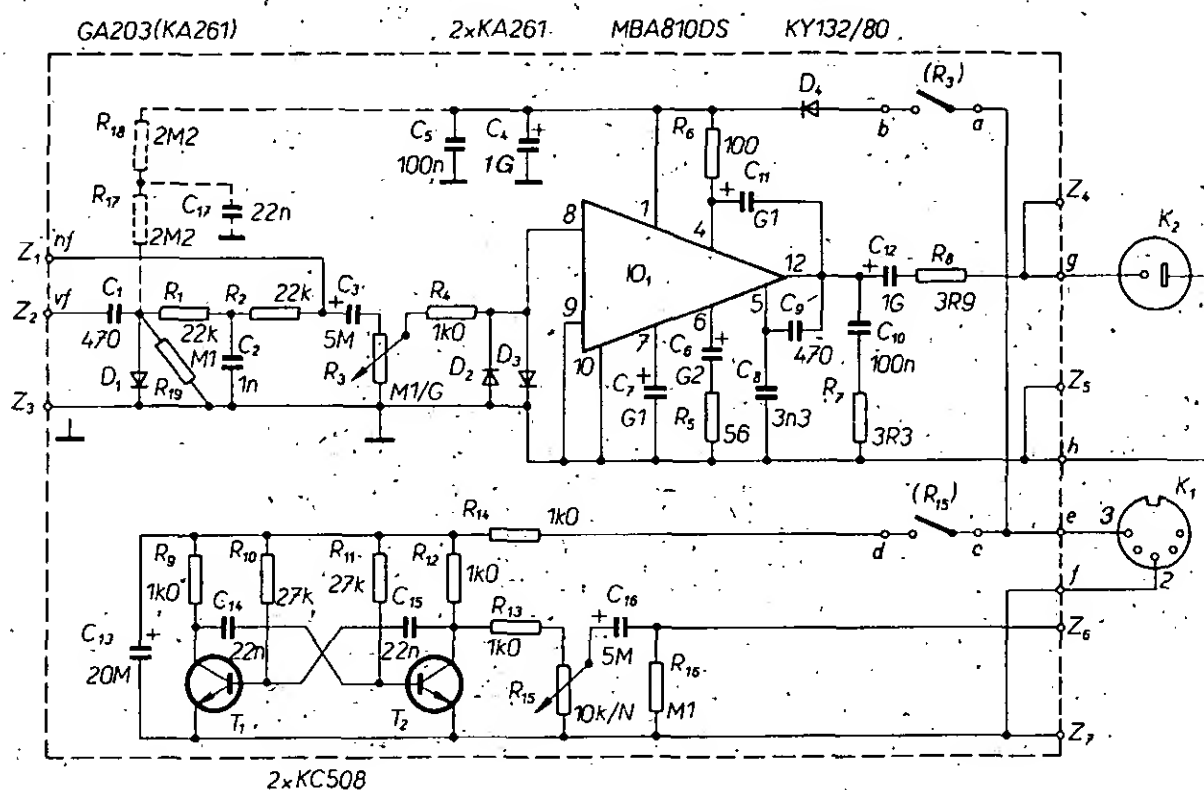 GA203(KA261) 2xKA261 MBA810DS KY132/80
D4 (R3)
b a
R18 2M2
C5 100n
C4 + 1G
R6 100
C11 + G1
R17 2M2
C17 22n
Z4
K2
Z1 nf
8 1 4
IO1
12
C12 + 1G
R8 3R9
g
Z2 vf
C1 470
R1 22k
R2 22k
C3 + 5M
R4 1k0
9 10 7 6 5
C9 470
C10 100n
D1
R19 M1
C2 1n
R3 M1/G
D2 D3
C7 + G1
C6 + G2
R5 56
C8 3n3
R7 3R3
Z3
Z5
h
K1
R14 1k0
(R15)
d c
e 3
f 2
R9 1k0
R10 27k
R11 27k
R12 1k0
C14 22n
C15 22n
R13 1k0
C16 + 5M
Z6
C13 + 20M
T1 T2
R15 10k/N
R16 M1
Z7
2xKC508